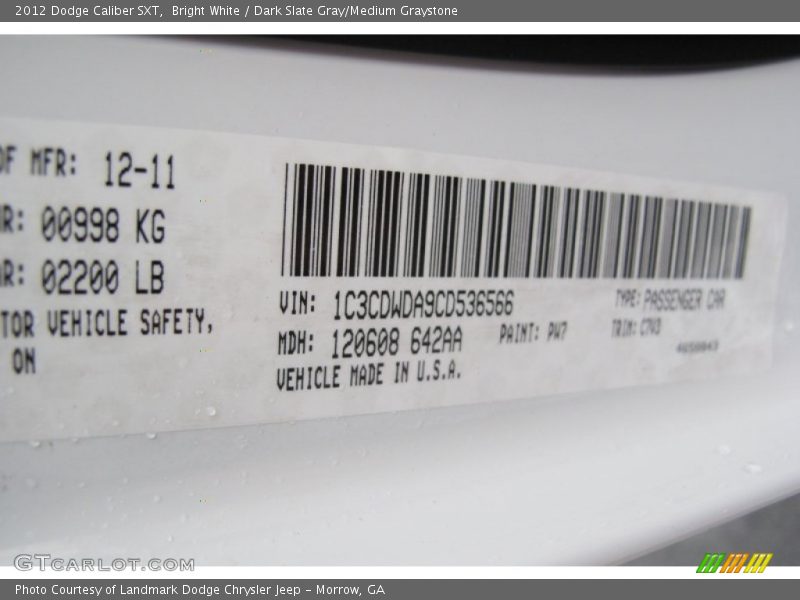 2012 Dodge Caliber SXT,  Bright White / Dark Slate Gray/Medium Graystone
OF MFR: 12-11
R: 00998 KG
R: 02200 LB
TOR VEHICLE SAFETY,
ON
VIN: 1C3CDWDA9CD536566
TYPE: PASSENGER CAR
MDH: 120608 642AA
PAINT: PW7
TRIM:
VEHICLE MADE IN U.S.A.
GTCARLOT.COM
Photo Courtesy of Landmark Dodge Chrysler Jeep – Morrow, GA